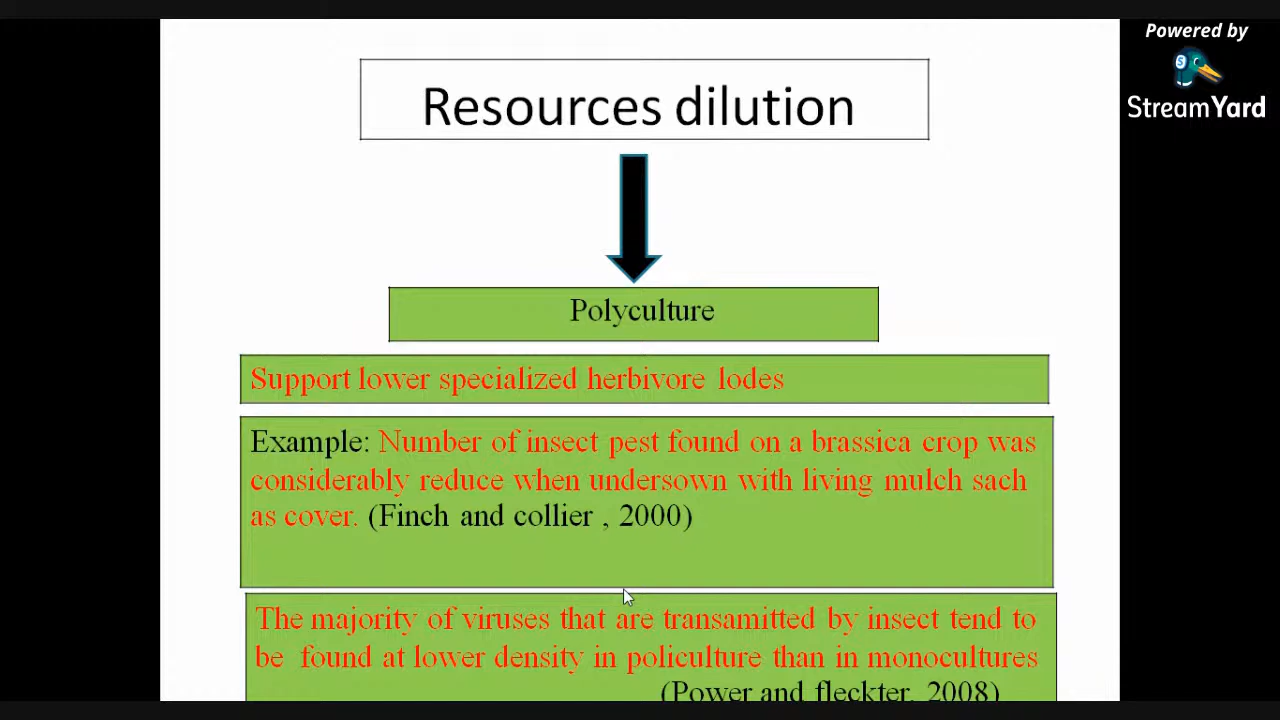 Powered by
StreamYard
Resources dilution
Polyculture
Support lower specialized herbivore lodes
Example: Number of insect pest found on a brassica crop was
considerably reduce when undersown with living mulch sach
as cover. (Finch and collier , 2000)
The majority of viruses that are transamitted by insect tend to
be found at lower density in policulture than in monocultures
(Power and fleckter, 2008)